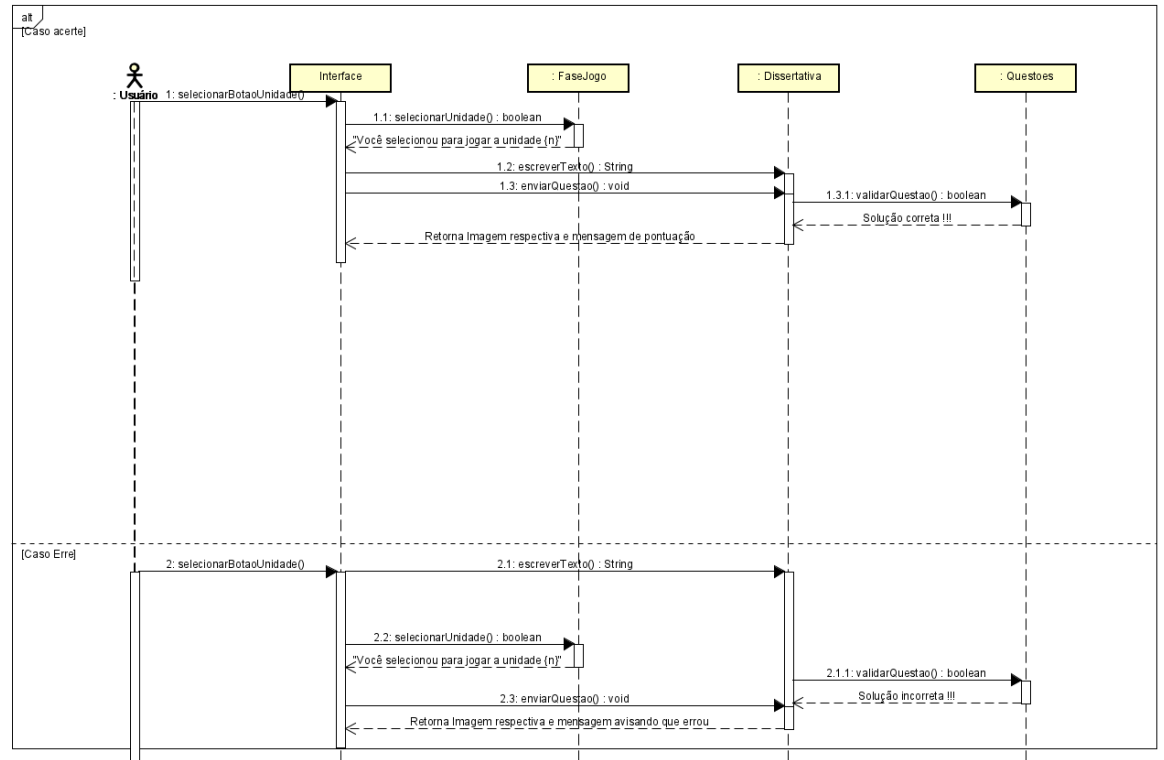 alt
[Caso acerte]
: Usuário
Interface
: FaseJogo
: Dissertativa
: Questoes
1: selecionarBotaoUnidade()
1.1: selecionarUnidade() : boolean
"Você selecionou para jogar a unidade {n}"
1.2: escreverTexto() : String
1.3: enviarQuestao() : void
1.3.1: validarQuestao() : boolean
Solução correta !!!
Retorna Imagem respectiva e mensagem de pontuação
[Caso Erre]
2: selecionarBotaoUnidade()
2.1: escreverTexto() : String
2.2: selecionarUnidade() : boolean
"Você selecionou para jogar a unidade {n}"
2.1.1: validarQuestao() : boolean
2.3: enviarQuestao() : void
Solução incorreta !!!
Retorna Imagem respectiva e mensagem avisando que errou